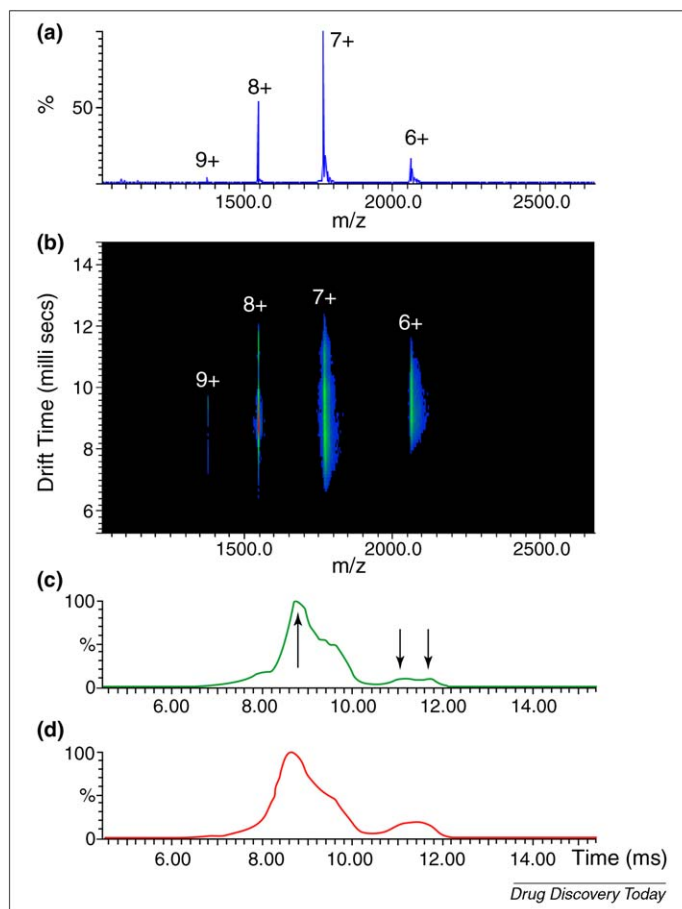 (a)
7+
8+
9+
6+
%
50
1500.0 2000.0 2500.0
m/z
(b)
14
12
10
8
6
Drift Time (milli secs)
9+
8+
7+
6+
1500.0 2000.0 2500.0
m/z
(c)
100
%
0
6.00 8.00 10.00 12.00 14.00
(d)
100
%
0
6.00 8.00 10.00 12.00 14.00 Time (ms)
Drug Discovery Today